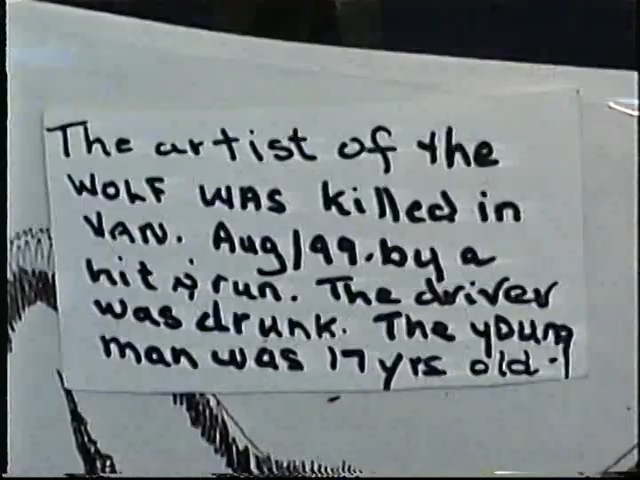 The artist of the
WOLF WAS killed in
VAN. Aug/99. by a
hit & run. The driver
was drunk. The young
man was 17 yrs old.